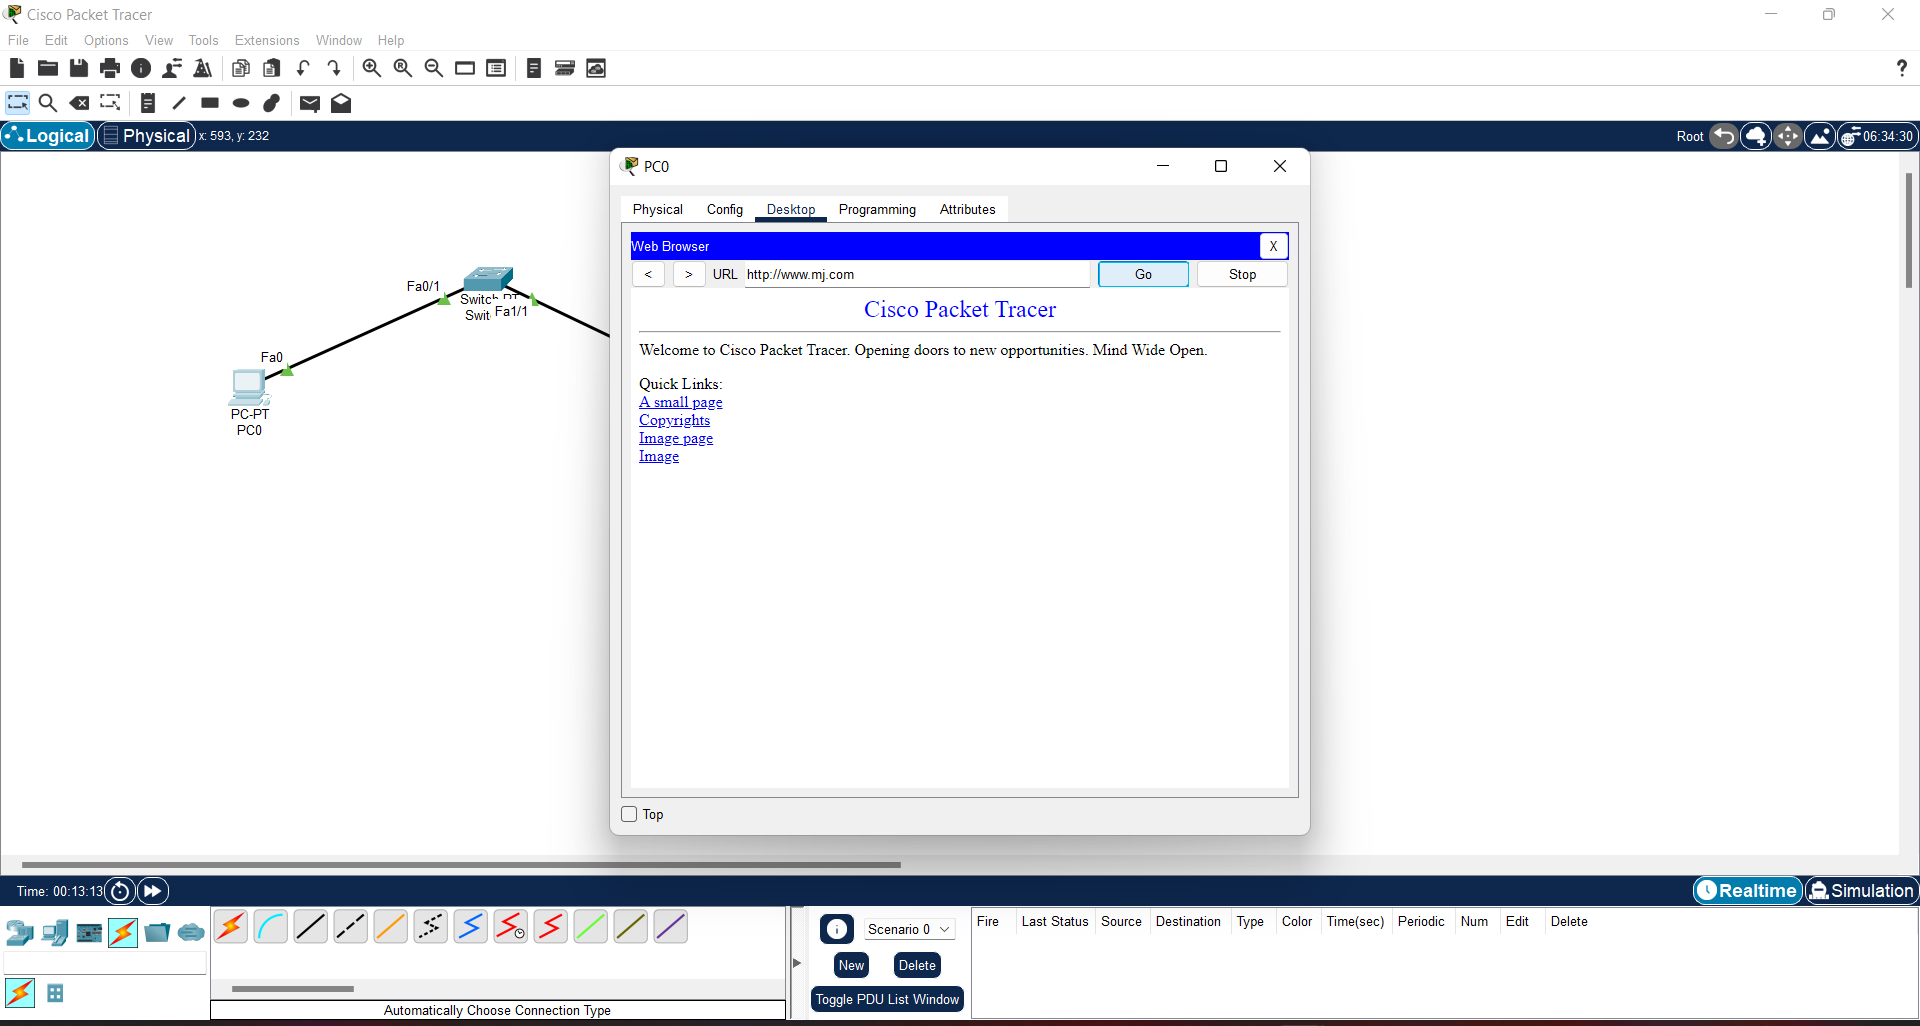 Cisco Packet Tracer
File Edit Options View Tools Extensions Window Help
Logical Physical x: 593, y: 232 Root 06:34:30
PC0
Physical Config Desktop Programming Attributes
Web Browser X
< > URL http://www.mj.com Go Stop
Cisco Packet Tracer
Welcome to Cisco Packet Tracer. Opening doors to new opportunities. Mind Wide Open.
Quick Links:
A small page
Copyrights
Image page
Image
Top
Fa0/1
Fa1/1
Fa0
PC-PT
PC0
Time: 00:13:13 Realtime Simulation
Scenario 0
New Delete
Toggle PDU List Window
Fire Last Status Source Destination Type Color Time(sec) Periodic Num Edit Delete
Automatically Choose Connection Type